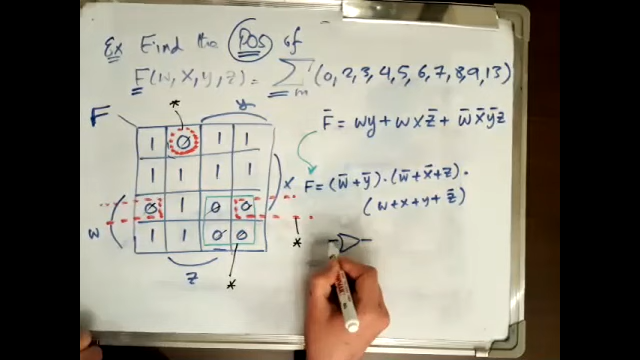 Ex Find the POS of
F(W, X, Y, Z) = Σm (0, 2, 3, 4, 5, 6, 7, 8, 9, 13)
*
y
F
1 0 1 1
1 1 1 1
x
0 1 0 0
w
1 1 0 0
z
*
*
F̅ = wy + wxz̅ + w̅x̅y̅z
F = (w̅+y̅)·(w̅+x̅+z)·
(w+x+y+z̅)